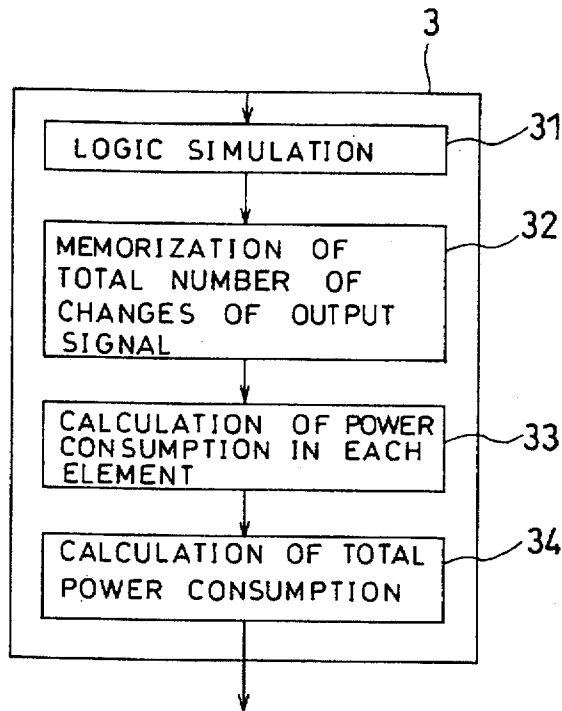 3
LOGIC SIMULATION
31
MEMORIZATION OF
TOTAL NUMBER OF
CHANGES OF OUTPUT
SIGNAL
32
CALCULATION OF POWER
CONSUMPTION IN EACH
ELEMENT
33
CALCULATION OF TOTAL
POWER CONSUMPTION
34